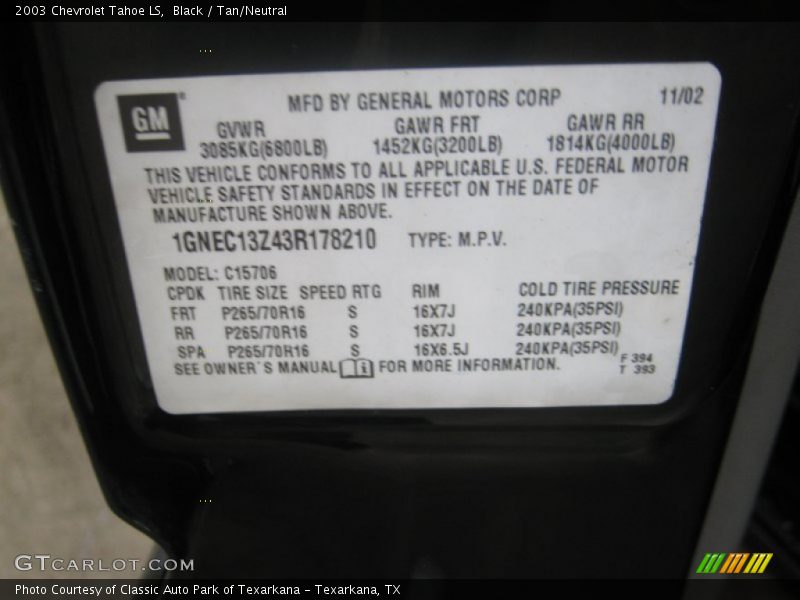 2003 Chevrolet Tahoe LS, Black / Tan/Neutral
GM
MFD BY GENERAL MOTORS CORP 11/02
GVWR GAWR FRT GAWR RR
3085KG(6800LB) 1452KG(3200LB) 1814KG(4000LB)
THIS VEHICLE CONFORMS TO ALL APPLICABLE U.S. FEDERAL MOTOR
VEHICLE SAFETY STANDARDS IN EFFECT ON THE DATE OF
MANUFACTURE SHOWN ABOVE.
1GNEC13Z43R178210 TYPE: M.P.V.
MODEL: C15706
CPDK TIRE SIZE SPEED RTG RIM COLD TIRE PRESSURE
FRT P265/70R16 S 16X7J 240KPA(35PSI)
RR P265/70R16 S 16X7J 240KPA(35PSI)
SPA P265/70R16 S 16X6.5J 240KPA(35PSI)
SEE OWNER'S MANUAL FOR MORE INFORMATION.
F 394
T 393
GTCARLOT.COM
Photo Courtesy of Classic Auto Park of Texarkana - Texarkana, TX